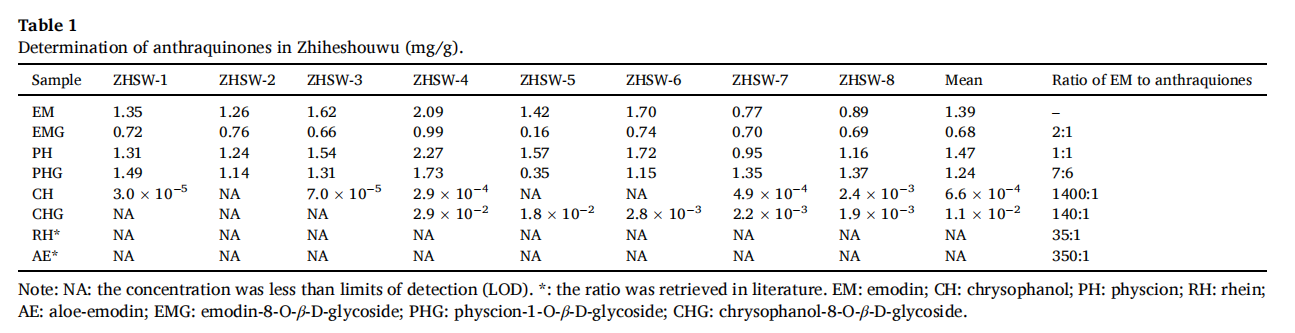 Table 1
Determination of anthraquinones in Zhiheshouwu (mg/g).
Sample ZHSW-1 ZHSW-2 ZHSW-3 ZHSW-4 ZHSW-5 ZHSW-6 ZHSW-7 ZHSW-8 Mean Ratio of EM to anthraquiones
EM 1.35 1.26 1.62 2.09 1.42 1.70 0.77 0.89 1.39 –
EMG 0.72 0.76 0.66 0.99 0.16 0.74 0.70 0.69 0.68 2:1
PH 1.31 1.24 1.54 2.27 1.57 1.72 0.95 1.16 1.47 1:1
PHG 1.49 1.14 1.31 1.73 0.35 1.15 1.35 1.37 1.24 7:6
CH 3.0 × 10⁻⁵ NA 7.0 × 10⁻⁵ 2.9 × 10⁻⁴ NA NA 4.9 × 10⁻⁴ 2.4 × 10⁻³ 6.6 × 10⁻⁴ 1400:1
CHG NA NA NA 2.9 × 10⁻² 1.8 × 10⁻² 2.8 × 10⁻³ 2.2 × 10⁻³ 1.9 × 10⁻³ 1.1 × 10⁻² 140:1
RH* NA NA NA NA NA NA NA NA NA 35:1
AE* NA NA NA NA NA NA NA NA NA 350:1
Note: NA: the concentration was less than limits of detection (LOD). *: the ratio was retrieved in literature. EM: emodin; CH: chrysophanol; PH: physcion; RH: rhein;
AE: aloe-emodin; EMG: emodin-8-O-β-D-glycoside; PHG: physcion-1-O-β-D-glycoside; CHG: chrysophanol-8-O-β-D-glycoside.